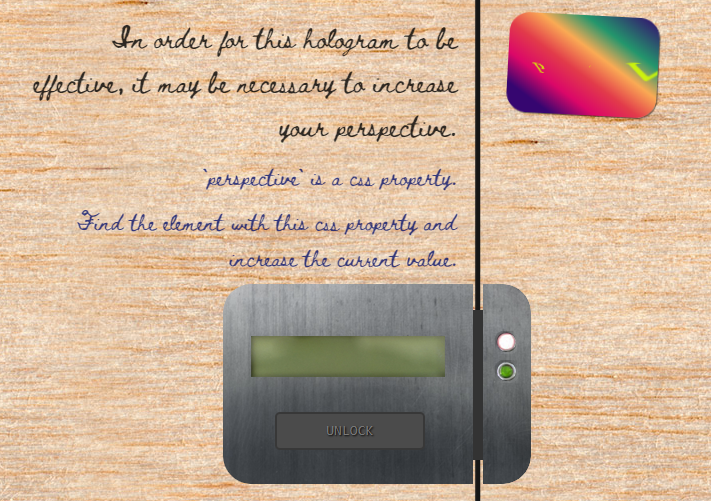 In order for this hologram to be
effective, it may be necessary to increase
your perspective.
`perspective` is a css property.
Find the element with this css property and
increase the current value.
UNLOCK